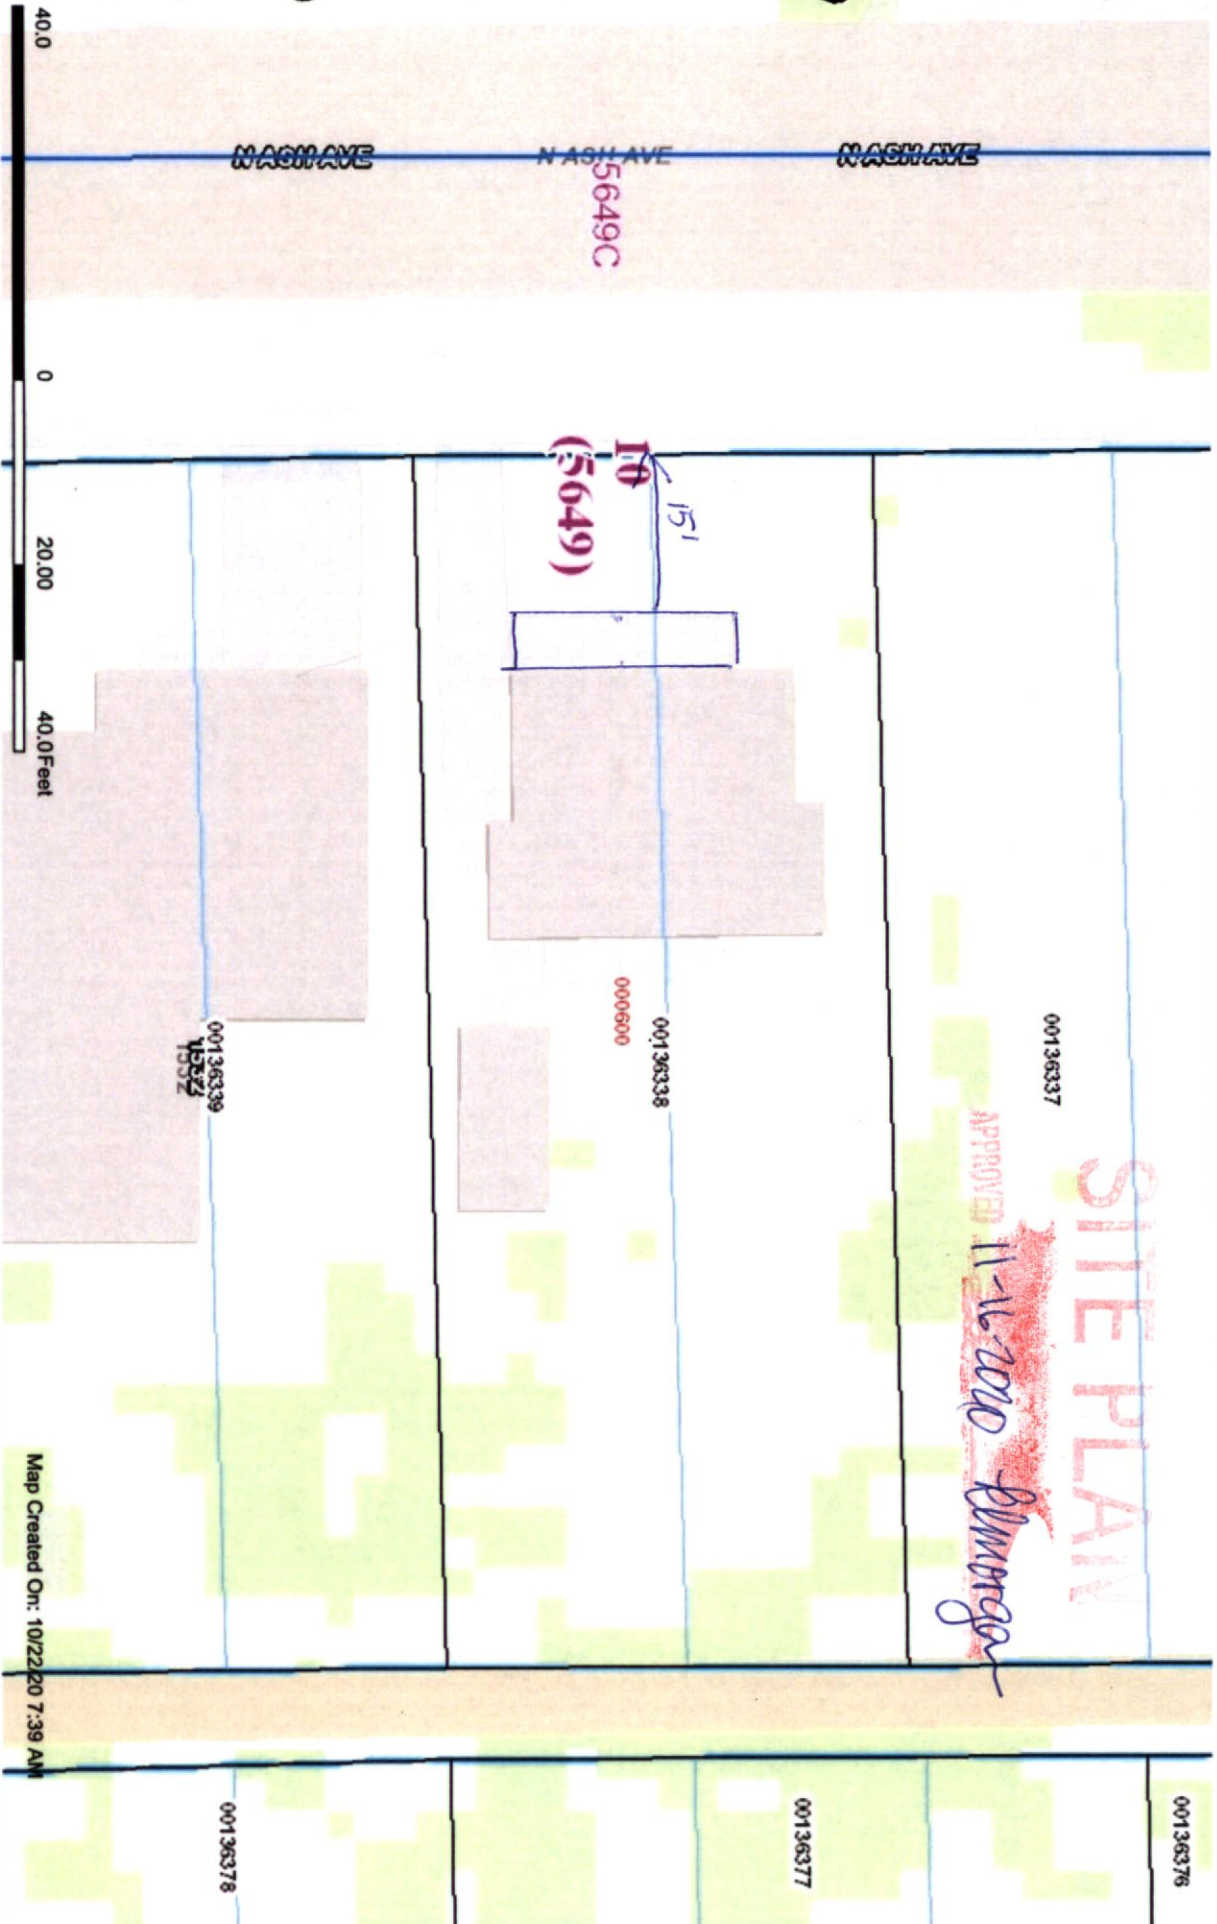 SITE PLAN
APPROVED 11-16-2020
00136376
00136337
N ASH AVE
N ASH AVE
N ASH AVE
5649C
15'
10
(5649)
000600
00136338
00136377
00136339
1532
00136378
40.0
0
20.00
40.0Feet
Map Created On: 10/22/20 7:39 AM